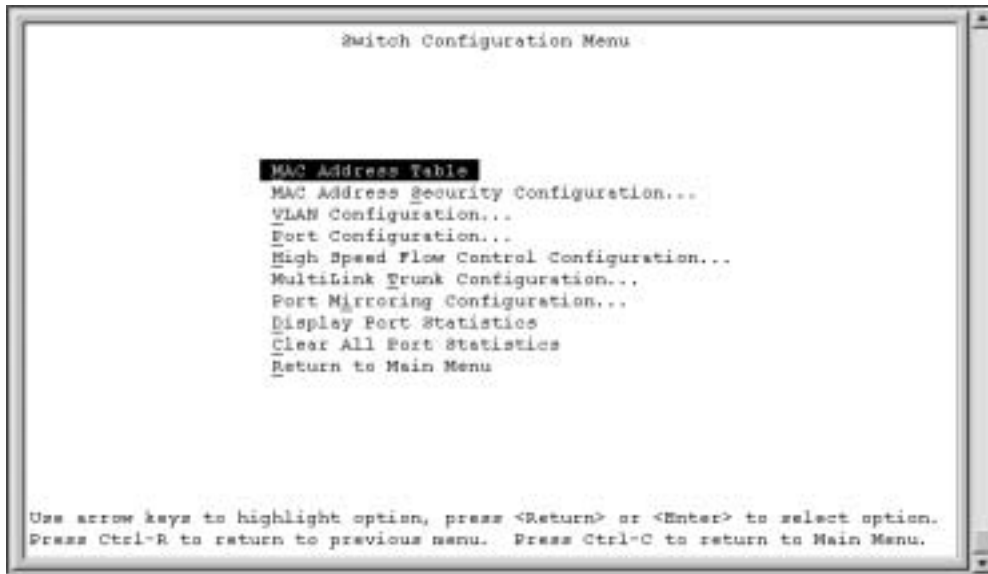 Switch Configuration Menu
MAC Address Table
MAC Address Security Configuration...
VLAN Configuration...
Port Configuration...
High Speed Flow Control Configuration...
MultiLink Trunk Configuration...
Port Mirroring Configuration...
Display Port Statistics
Clear All Port Statistics
Return to Main Menu
Use arrow keys to highlight option, press <Return> or <Enter> to select option.
Press Ctrl-R to return to previous menu. Press Ctrl-C to return to Main Menu.